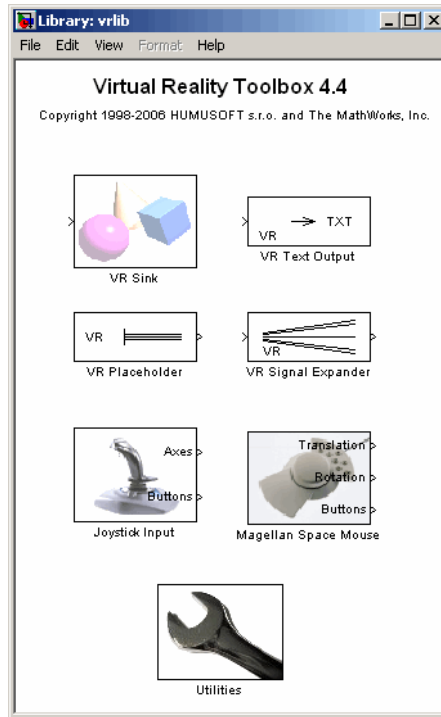 Library: vrlib
File Edit View Format Help
Virtual Reality Toolbox 4.4
Copyright 1998-2006 HUMUSOFT s.r.o. and The MathWorks, Inc.
VR Sink
TXT
VR
VR Text Output
VR
VR Placeholder
VR
VR Signal Expander
Axes
Buttons
Joystick Input
Translation
Rotation
Buttons
Magellan Space Mouse
Utilities